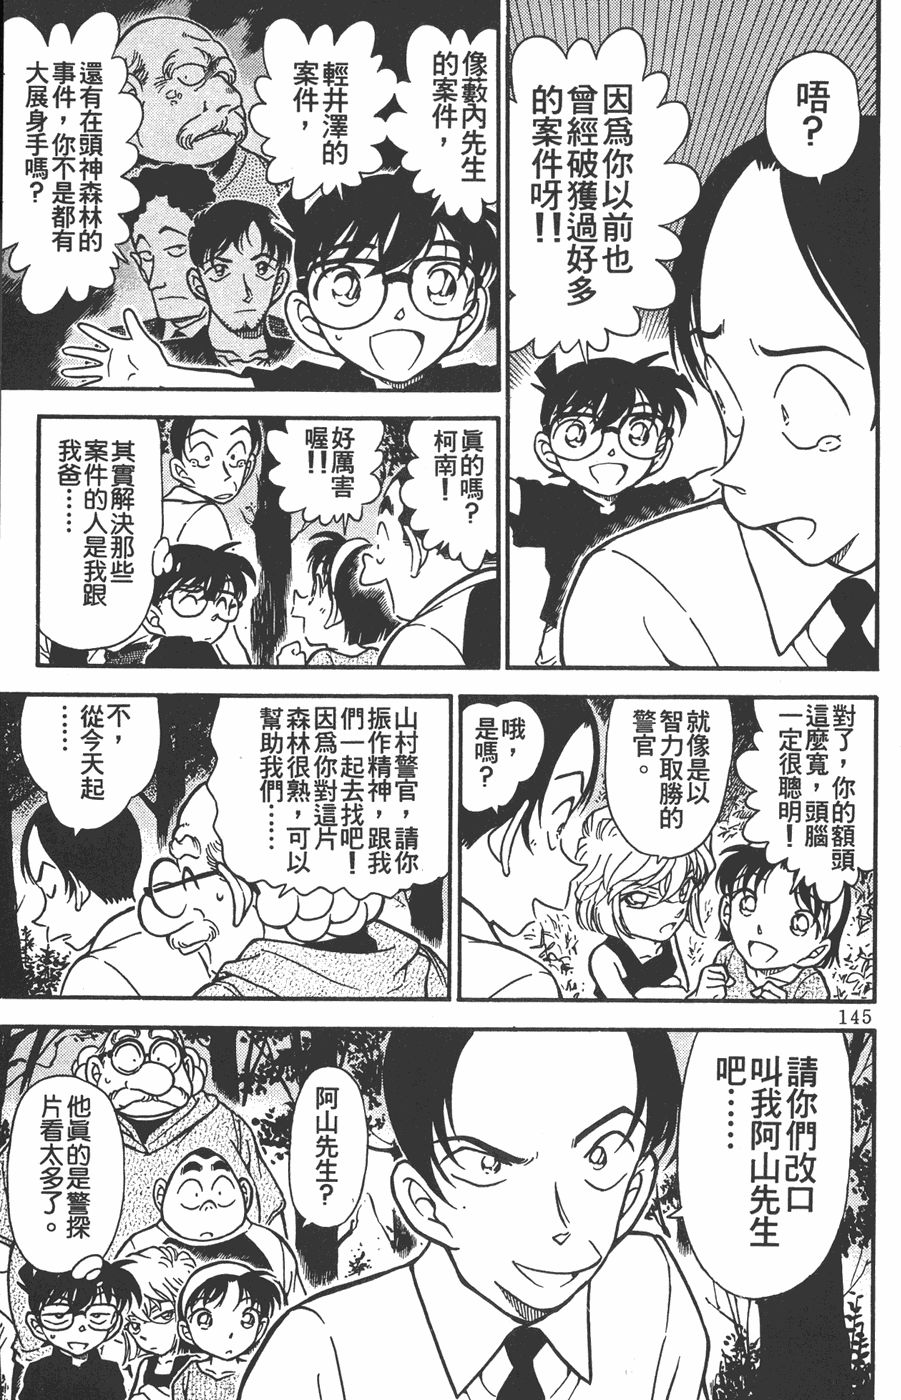 唔?
因為你以前也
曾經破獲過好多
的案件呀!!
像藪內先生
的案件,
輕井澤的
案件,
還有在頭神森林的
事件,你不是都有
大展身手嗎?
真的嗎?
柯南!
好厲害
喔!!
其實解決那些
案件的人是我跟
我爸⋯⋯
對了,你的額頭
這麼寬,頭腦
一定很聰明!
就像是以
智力取勝的
警官。
哦,
是嗎?
山村警官,請你
振作精神,跟我
們一起去找吧!
因為你對這片
森林很熟,可以
幫助我們⋯⋯
不,
從今天起
⋯⋯
145
請你們改口
叫我阿山先生
吧⋯⋯
阿山先生?
他真的是警探
片看太多了。